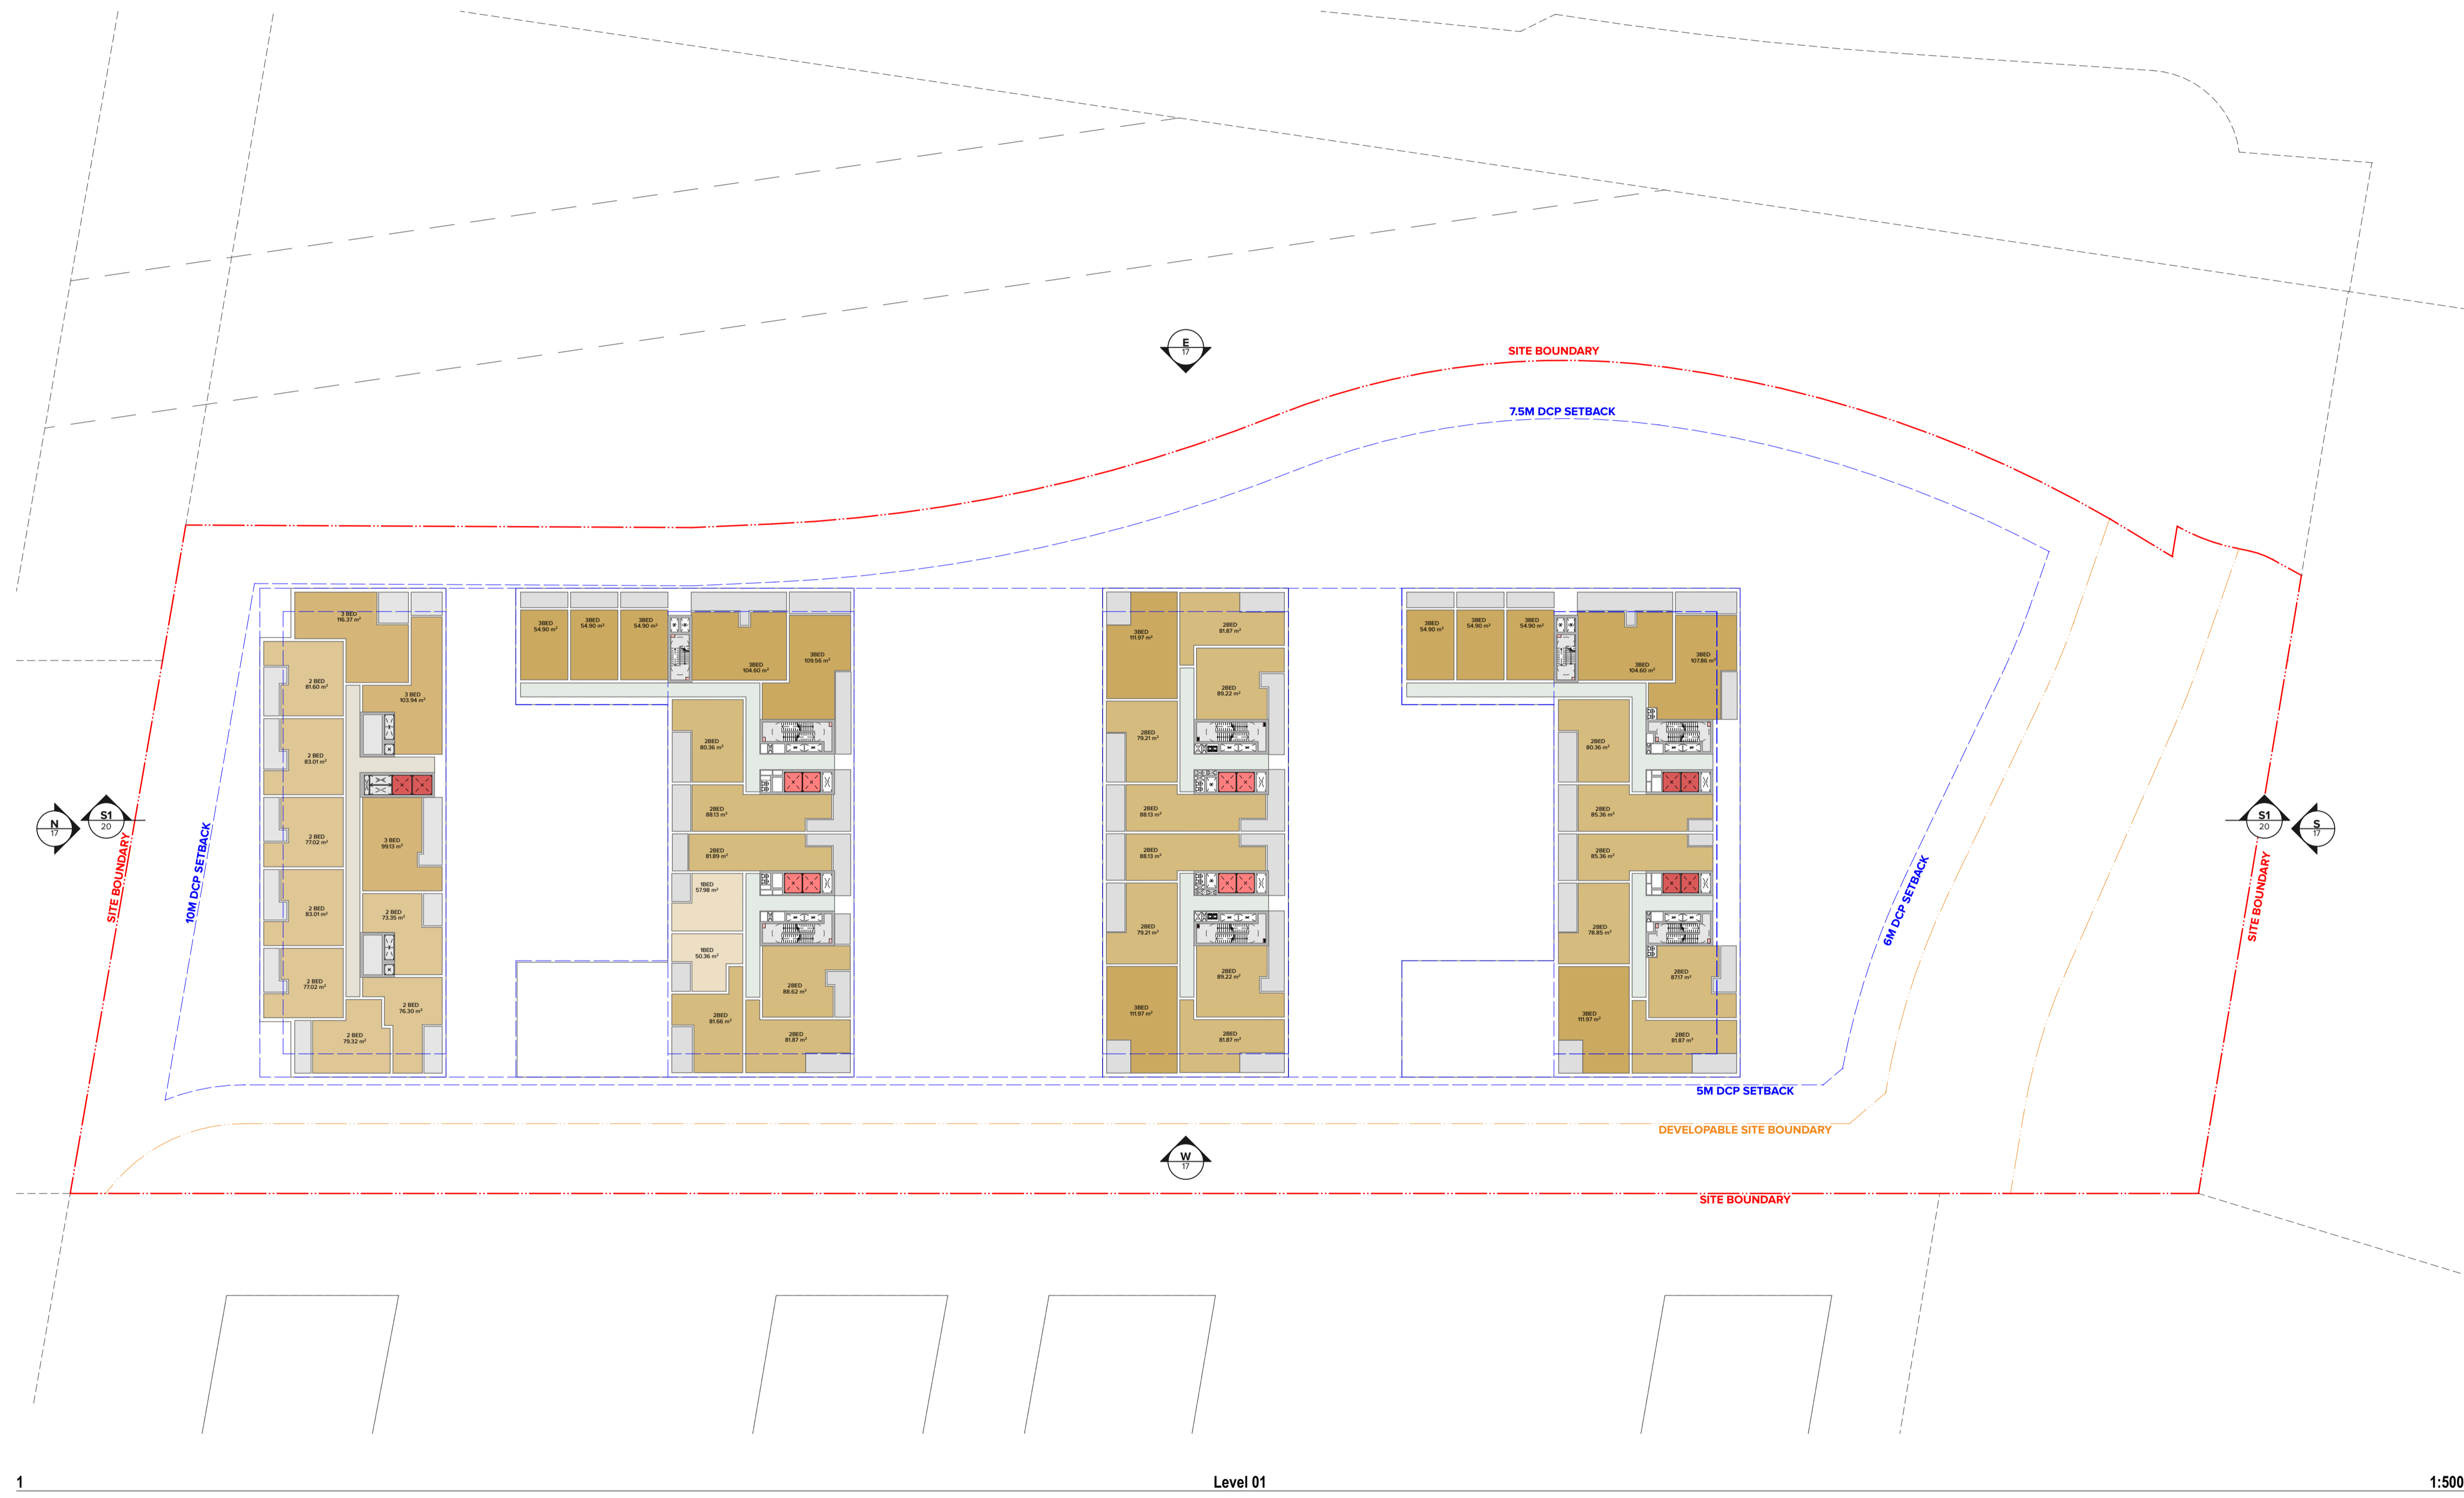 E
17
SITE BOUNDARY
7.5M DCP SETBACK
3 BED
116.37 m²
2 BED
81.60 m²
3 BED
103.94 m²
2 BED
83.01 m²
2 BED
77.02 m²
3 BED
99.13 m²
2 BED
83.01 m²
2 BED
73.35 m²
2 BED
77.02 m²
2 BED
76.30 m²
2 BED
79.32 m²
3BED
54.90 m²
3BED
54.90 m²
3BED
54.90 m²
3BED
104.60 m²
3BED
109.56 m²
2BED
80.36 m²
2BED
88.13 m²
2BED
81.89 m²
1BED
57.98 m²
1BED
50.36 m²
2BED
88.62 m²
2BED
81.66 m²
2BED
81.87 m²
3BED
111.97 m²
2BED
81.87 m²
2BED
89.22 m²
2BED
79.21 m²
2BED
88.13 m²
2BED
88.13 m²
2BED
79.21 m²
2BED
89.22 m²
3BED
111.97 m²
2BED
81.87 m²
3BED
54.90 m²
3BED
54.90 m²
3BED
54.90 m²
3BED
104.60 m²
3BED
107.86 m²
2BED
80.36 m²
2BED
85.36 m²
2BED
85.36 m²
2BED
78.85 m²
2BED
87.17 m²
3BED
111.97 m²
2BED
81.87 m²
N
17
S1
20
SITE BOUNDARY
10M DCP SETBACK
6M DCP SETBACK
S1
20
S
17
SITE BOUNDARY
5M DCP SETBACK
DEVELOPABLE SITE BOUNDARY
W
17
SITE BOUNDARY
1
Level 01
1:500